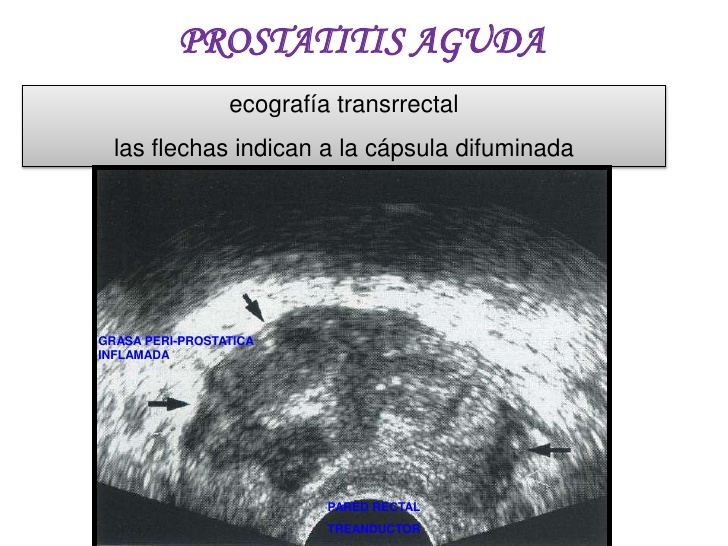 PROSTATITIS AGUDA
ecografía transrrectal
las flechas indican a la cápsula difuminada
GRASA PERI-PROSTATICA
INFLAMADA
PARED RECTAL
TREANDUCTOR